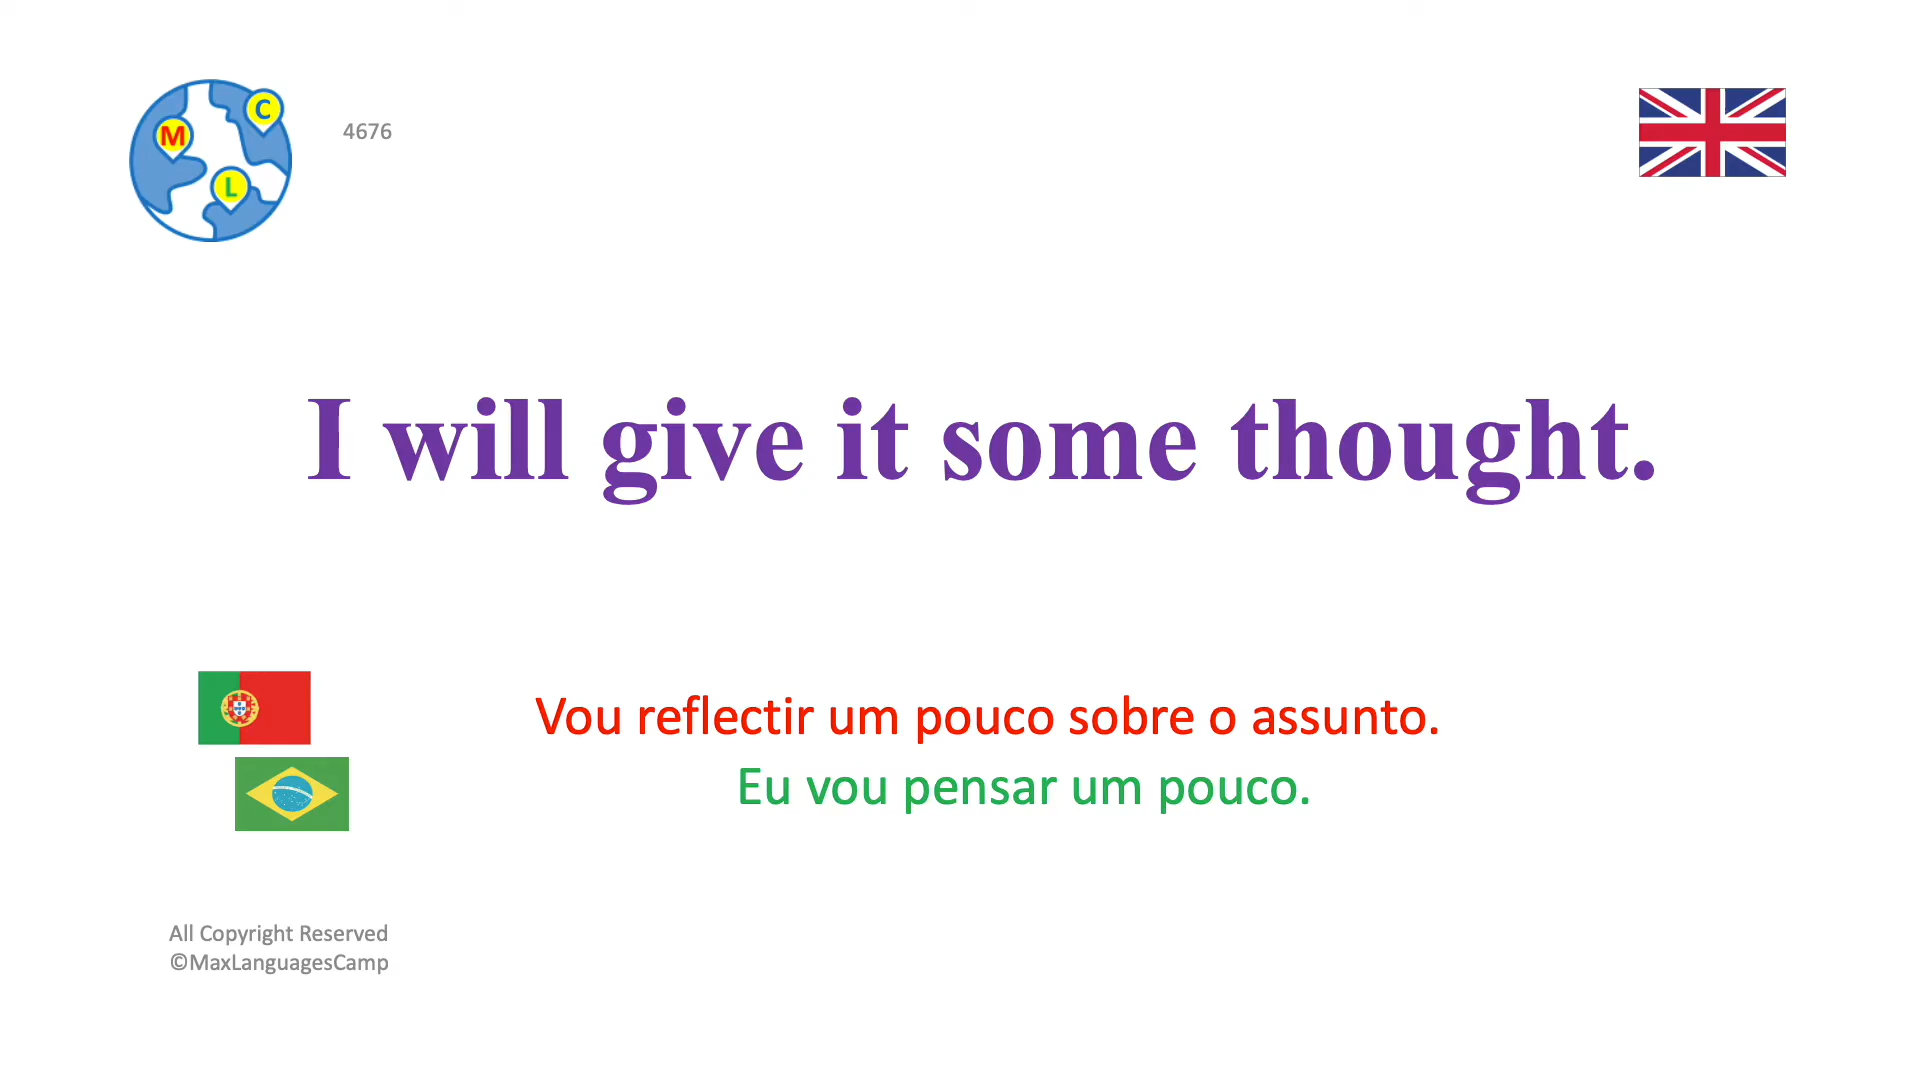 M
C
L
4676
I will give it some thought.
Vou reflectir um pouco sobre o assunto.
Eu vou pensar um pouco.
All Copyright Reserved
©MaxLanguagesCamp